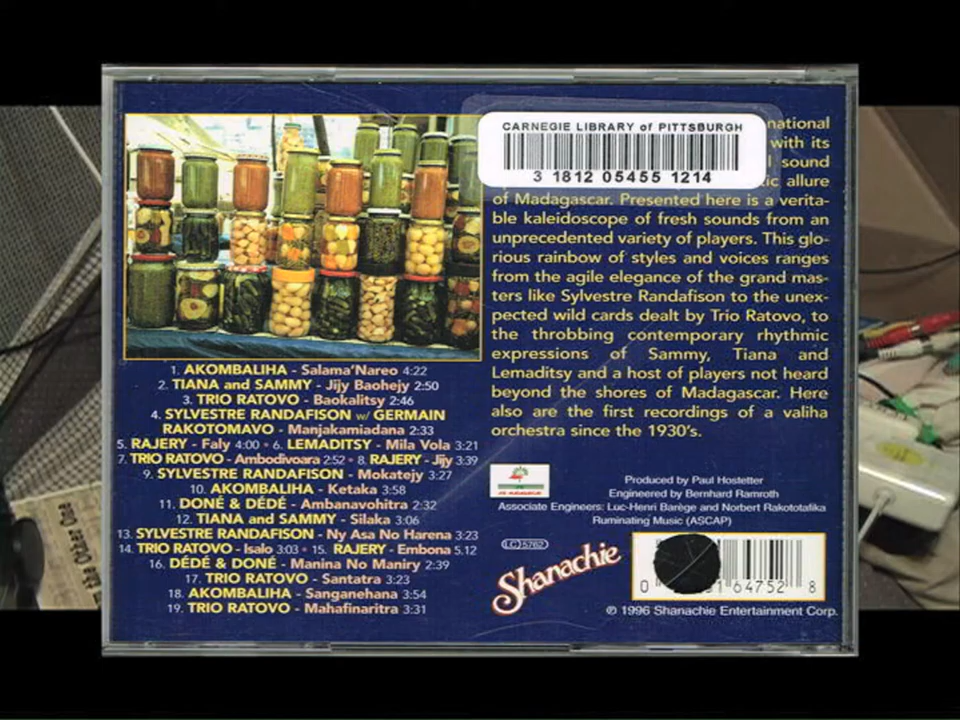 CARNEGIE LIBRARY of PITTSBURGH
3 1812 05455 1214
national
with its
sound
allure
of Madagascar. Presented here is a verita-
ble kaleidoscope of fresh sounds from an
unprecedented variety of players. This glo-
rious rainbow of styles and voices ranges
from the agile elegance of the grand mas-
ters like Sylvestre Randafison to the unex-
pected wild cards dealt by Trio Ratovo, to
the throbbing contemporary rhythmic
expressions of Sammy, Tiana and
Lemaditsy and a host of players not heard
beyond the shores of Madagascar. Here
also are the first recordings of a valiha
orchestra since the 1930's.
1. AKOMBALIHA - Salama'Nareo 4:22
2. TIANA and SAMMY - Jijy Baohejy 2:50
3. TRIO RATOVO - Baokalitsy 2:46
4. SYLVESTRE RANDAFISON w/ GERMAIN
RAKOTOMAVO - Manjakamiadana 2:33
5. RAJERY - Faly 4:00 • 6. LEMADITSY - Mila Vola 3:21
7. TRIO RATOVO - Ambodivoara 2:52 • 8. RAJERY - Jijy 3:39
9. SYLVESTRE RANDAFISON - Mokatejy 3:27
10. AKOMBALIHA - Ketaka 3:58
11. DONÉ & DÉDÉ - Ambanavohitra 2:32
12. TIANA and SAMMY - Silaka 3:06
13. SYLVESTRE RANDAFISON - Ny Asa No Harena 3:23
14. TRIO RATOVO - Isalo 3:03 • 15. RAJERY - Embona 5.12
16. DÉDÉ & DONÉ - Manina No Maniry 2:39
17. TRIO RATOVO - Santatra 3:23
18. AKOMBALIHA - Sanganehana 3:54
19. TRIO RATOVO - Mahafinaritra 3:31
Produced by Paul Hostetter
Engineered by Bernhard Ramroth
Associate Engineers: Luc-Henri Barège and Norbert Rakototafika
Ruminating Music (ASCAP)
LC 5762
Shanachie
0 64752 8
℗ 1996 Shanachie Entertainment Corp.
The Other One